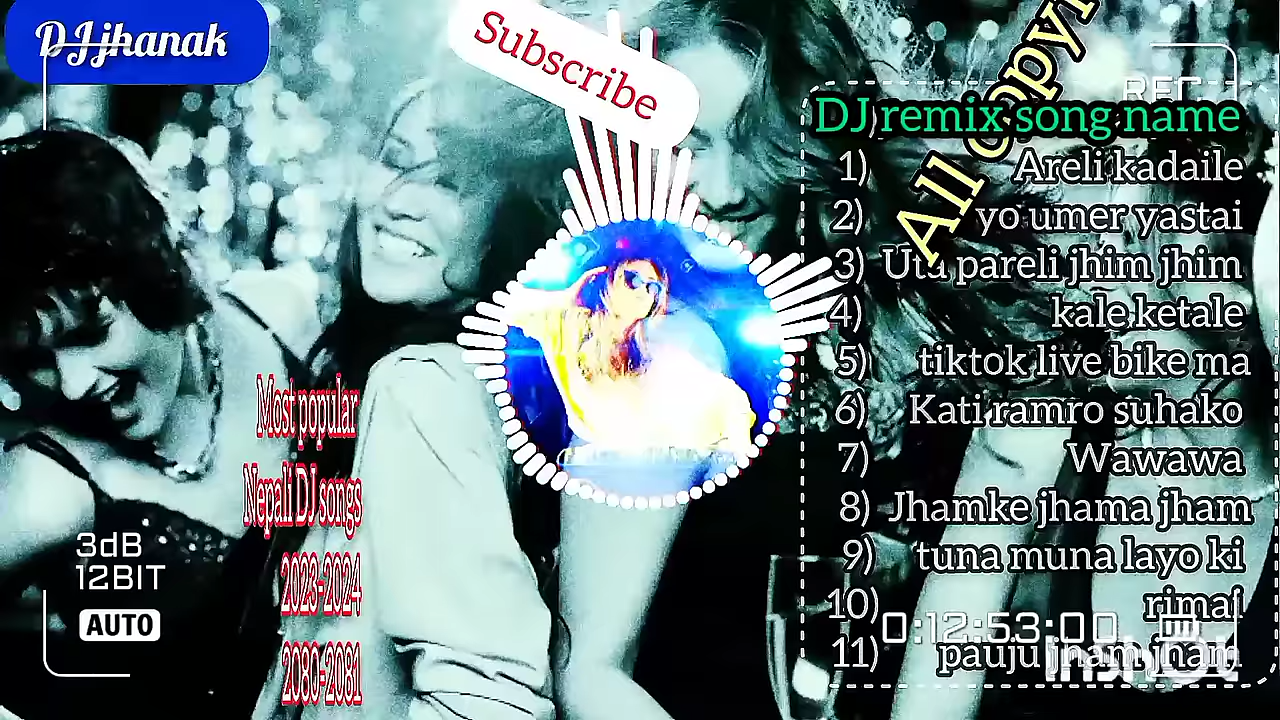 DJjhanak
Subscribe
REC
All copyr
DJ remix song name
1) Areli kadaile
2) yo umer yastai
3) Uta pareli jhim jhim
4) kale ketale
5) tiktok live bike ma
6) Kati ramro suhako
7) Wawawa
8) Jhamke jhama jham
9) tuna muna layo ki
10) rimai
11) pauju jham jham
Most popular
Nepali DJ songs
2023-2024
2080-2081
3dB
12BIT
AUTO
0:12:53:00
InShOt